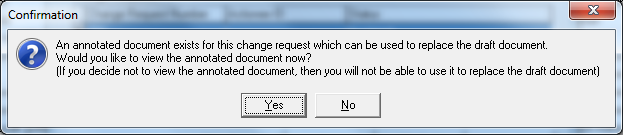 Confirmation
An annotated document exists for this change request which can be used to replace the draft document.
Would you like to view the annotated document now?
(If you decide not to view the annotated document, then you will not be able to use it to replace the draft document)
Yes No